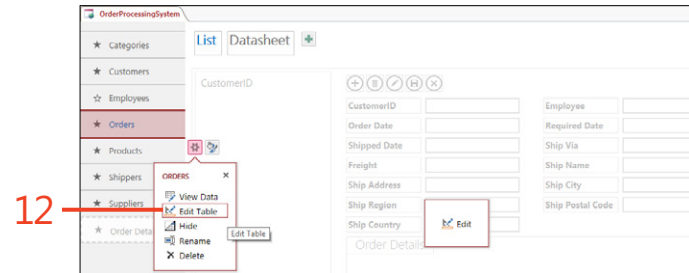 OrderProcessingSystem
List Datasheet
Categories
Customers
Employees
Orders
Products
Shippers
Suppliers
Order Deta
CustomerID
CustomerID Employee
Order Date Required Date
Shipped Date Ship Via
Freight Ship Name
Ship Address Ship City
Ship Region Ship Postal Code
Ship Country
Order Details
Edit
ORDERS ×
View Data
Edit Table
Hide
Rename
Delete
Edit Table
12